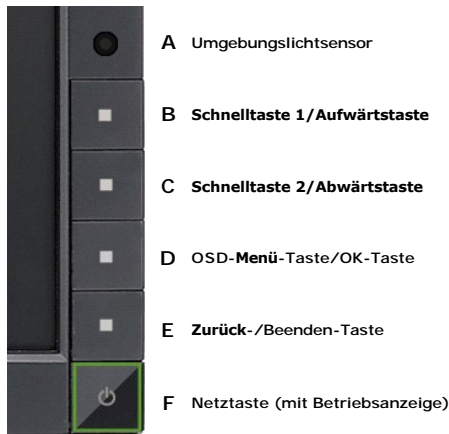 A Umgebungslichtsensor
B Schnelltaste 1/Aufwärtstaste
C Schnelltaste 2/Abwärtstaste
D OSD-Menü-Taste/OK-Taste
E Zurück-/Beenden-Taste
F Netztaste (mit Betriebsanzeige)